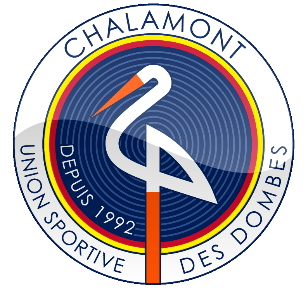 CHALAMONT
DEPUIS 1992
UNION SPORTIVE
DES DOMBES